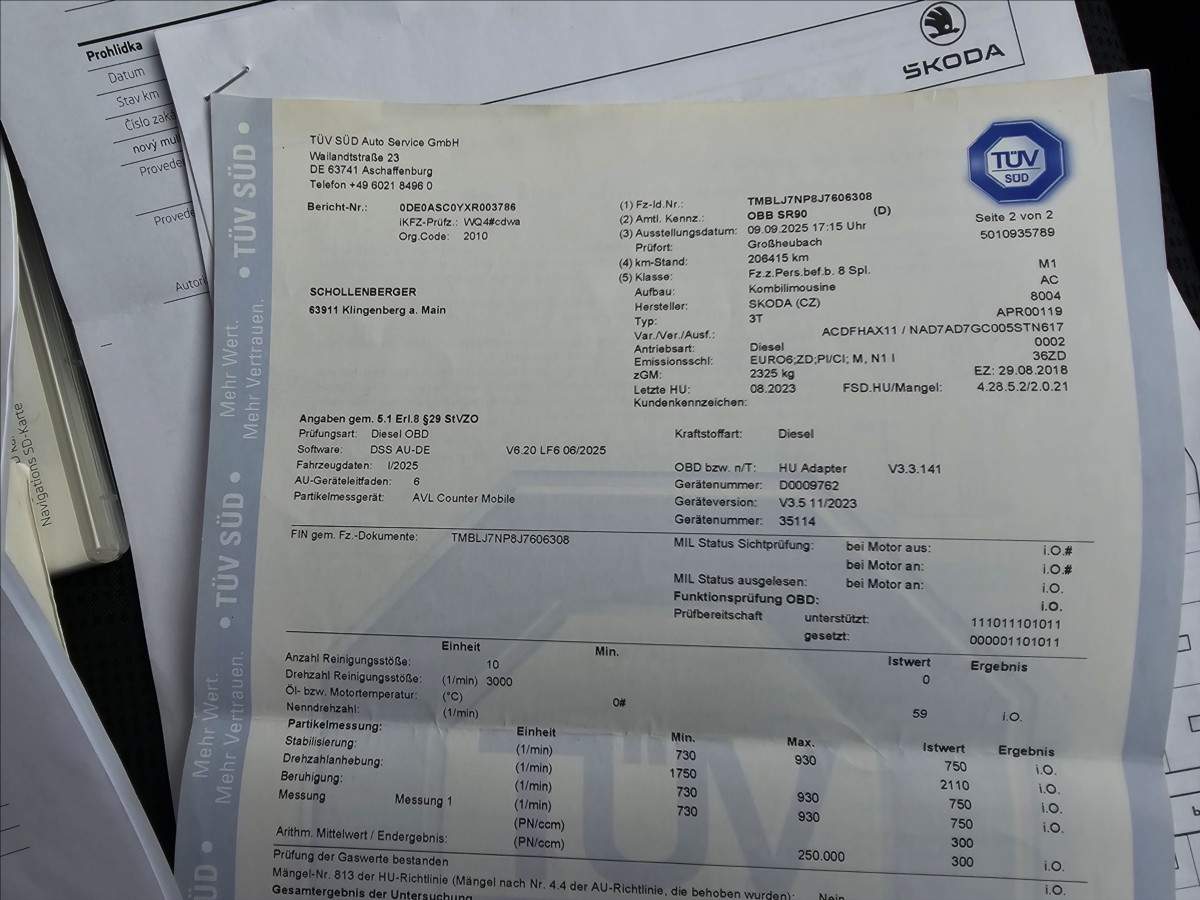 Prohlídka
Datum
Stav km
Číslo
nový
ŠKODA
TÜV SÜD Auto Service GmbH
Wailandtstraße 23
DE 63741 Aschaffenburg
Telefon +49 6021 8496 0
Bericht-Nr.: 0DE0ASC0YXR003786
iKFZ-Prüfz.: WQ4#cdwa
Org.Code: 2010
SCHOLLENBERGER
63911 Klingenberg a. Main
TÜV
SÜD
Seite 2 von 2
5010935789
(1) Fz-Id.Nr.: TMBLJ7NP8J7606308
(2) Amtl. Kennz.: OBB SR90 (D)
(3) Ausstellungsdatum: 09.09.2025 17:15 Uhr
Prüfort: Großheubach
(4) km-Stand: 206415 km
(5) Klasse: Fz.z.Pers.bef.b. 8 Spl. M1
Aufbau: Kombilimousine AC
Hersteller: SKODA (CZ) 8004
Typ: 3T APR00119
Var./Ver./Ausf.: ACDFHAX11 / NAD7AD7GC005STN617
Antriebsart: Diesel 0002
Emissionsschl: EURO6;ZD;PI/CI; M, N1 I 36ZD
zGM: 2325 kg EZ: 29.08.2018
Letzte HU: 08.2023 FSD.HU/Mangel: 4.28.5.2/2.0.21
Kundenkennzeichen:
Angaben gem. 5.1 Erl.8 §29 StVZO
Prüfungsart: Diesel OBD
Software: DSS AU-DE V6.20 LF6 06/2025
Fahrzeugdaten: I/2025
AU-Geräteleitfaden: 6
Partikelmessgerät: AVL Counter Mobile
Kraftstoffart: Diesel
OBD bzw. n/T: HU Adapter V3.3.141
Gerätenummer: D0009762
Geräteversion: V3.5 11/2023
Gerätenummer: 35114
FIN gem. Fz.-Dokumente: TMBLJ7NP8J7606308
MIL Status Sichtprüfung: bei Motor aus: i.O.#
bei Motor an: i.O.#
MIL Status ausgelesen: bei Motor an: i.O.
Funktionsprüfung OBD: i.O.
Prüfbereitschaft unterstützt: 111011101011
gesetzt: 000001101011
Einheit Min. Istwert Ergebnis
Anzahl Reinigungsstöße: 10 0
Drehzahl Reinigungsstöße: (1/min) 3000
Öl- bzw. Motortemperatur: (°C) 0# 59 i.O.
Nenndrehzahl: (1/min)
Partikelmessung: Einheit Min. Max. Istwert Ergebnis
Stabilisierung: (1/min) 730 930 750 i.O.
Drehzahlanhebung: (1/min) 1750 2110 i.O.
Beruhigung: (1/min) 730 930 750 i.O.
Messung Messung 1 (1/min) 730 930 750 i.O.
(PN/ccm) 300
Arithm. Mittelwert / Endergebnis: (PN/ccm) 250.000 300 i.O.
Prüfung der Gaswerte bestanden i.O.
Mängel-Nr. 813 der HU-Richtlinie (Mängel nach Nr. 4.4 der AU-Richtlinie, die behoben wurden): Nein
Gesamtergebnis der Untersuchung
TÜV SÜD
Mehr Wert.
Mehr Vertrauen.
TÜV SÜD
Mehr Wert.
Mehr Vertrauen.
Navigations SD-Karte
TÜV